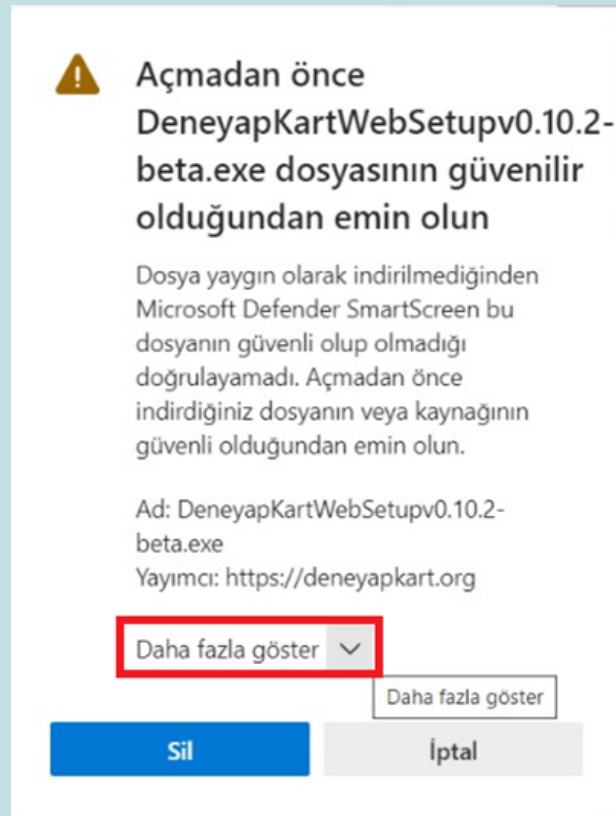 Açmadan önce
DeneyapKartWebSetupv0.10.2-
beta.exe dosyasının güvenilir
olduğundan emin olun
Dosya yaygın olarak indirilmediğinden
Microsoft Defender SmartScreen bu
dosyanın güvenli olup olmadığı
doğrulayamadı. Açmadan önce
indirdiğiniz dosyanın veya kaynağının
güvenli olduğundan emin olun.
Ad: DeneyapKartWebSetupv0.10.2-
beta.exe
Yayımcı: https://deneyapkart.org
Daha fazla göster
Daha fazla göster
Sil
İptal